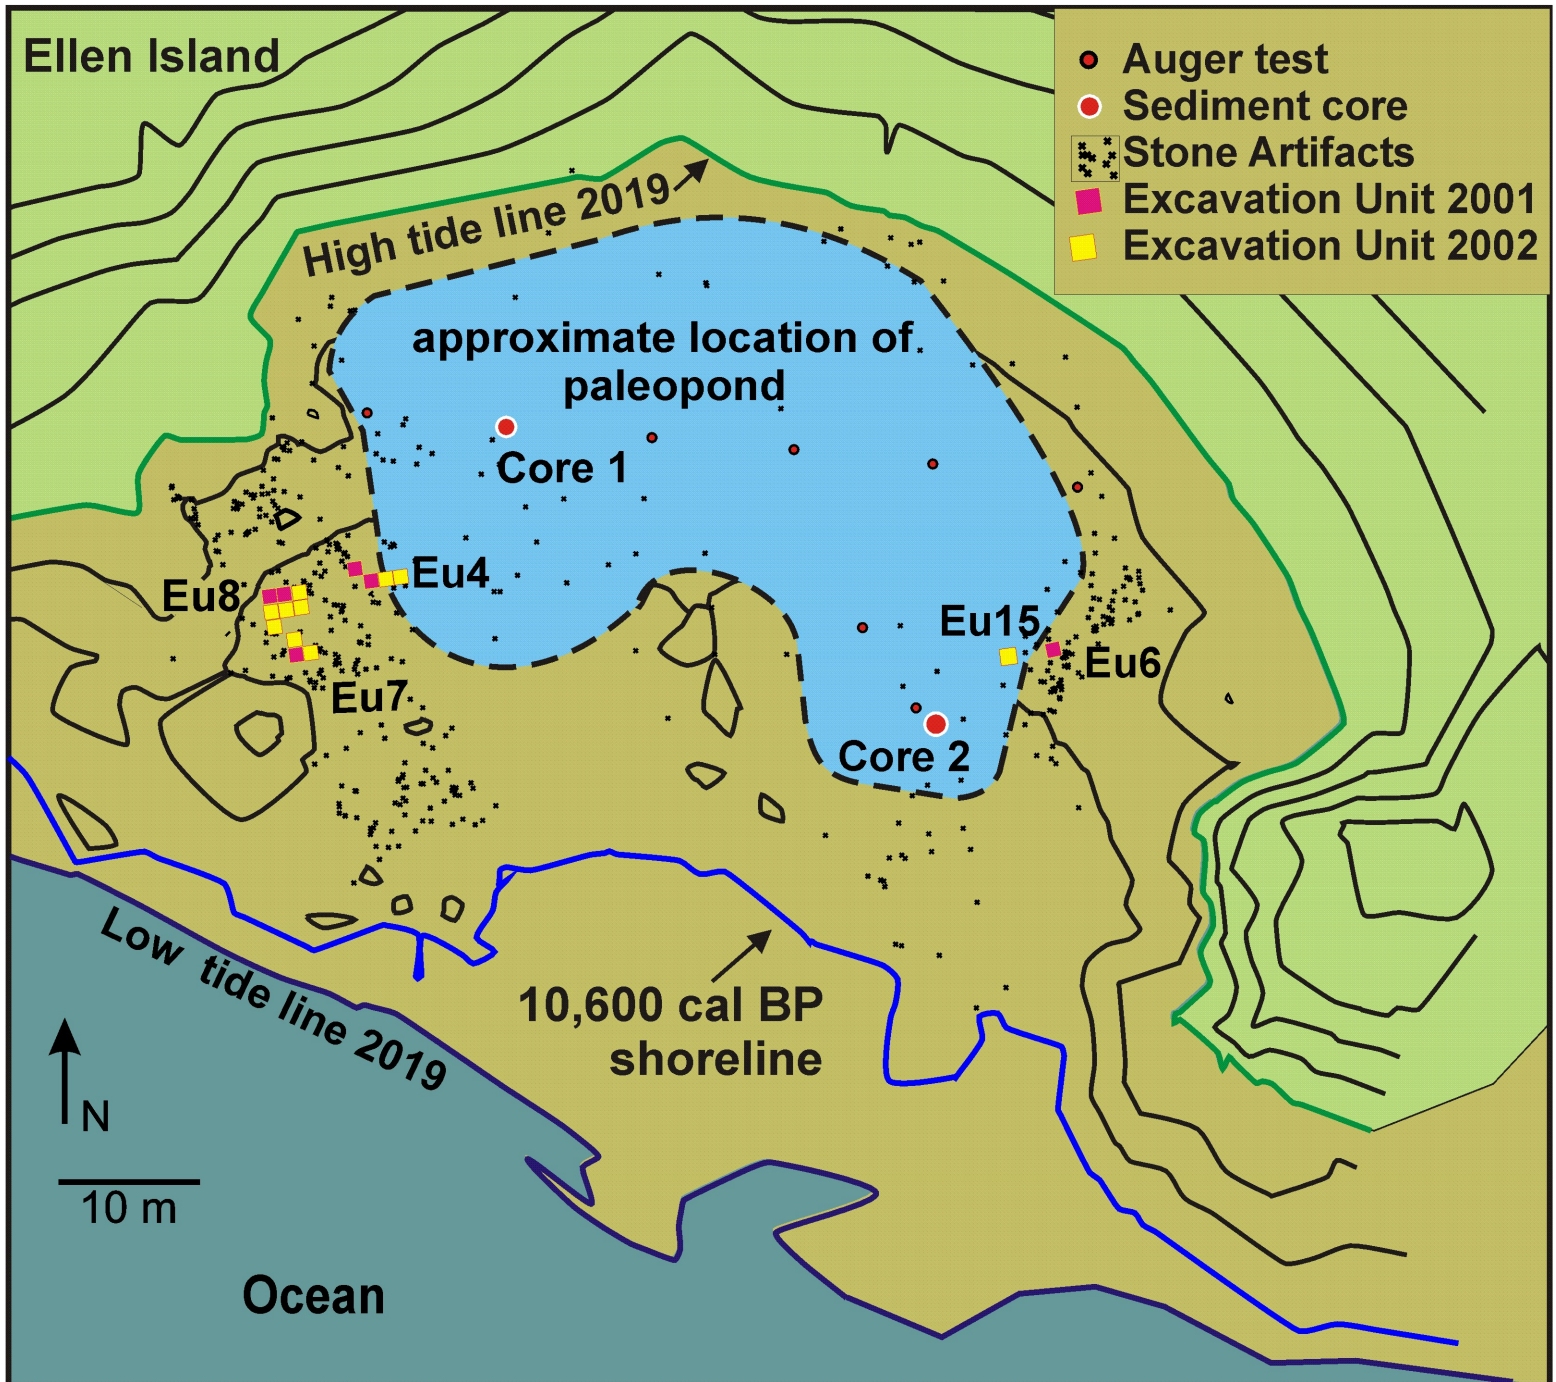 Ellen Island
Auger test
Sediment core
Stone Artifacts
Excavation Unit 2001
Excavation Unit 2002
High tide line 2019
approximate location of
paleopond
Core 1
Eu4
Eu8
Eu15
Eu6
Eu7
Core 2
Low tide line 2019
10,600 cal BP
shoreline
N
10 m
Ocean